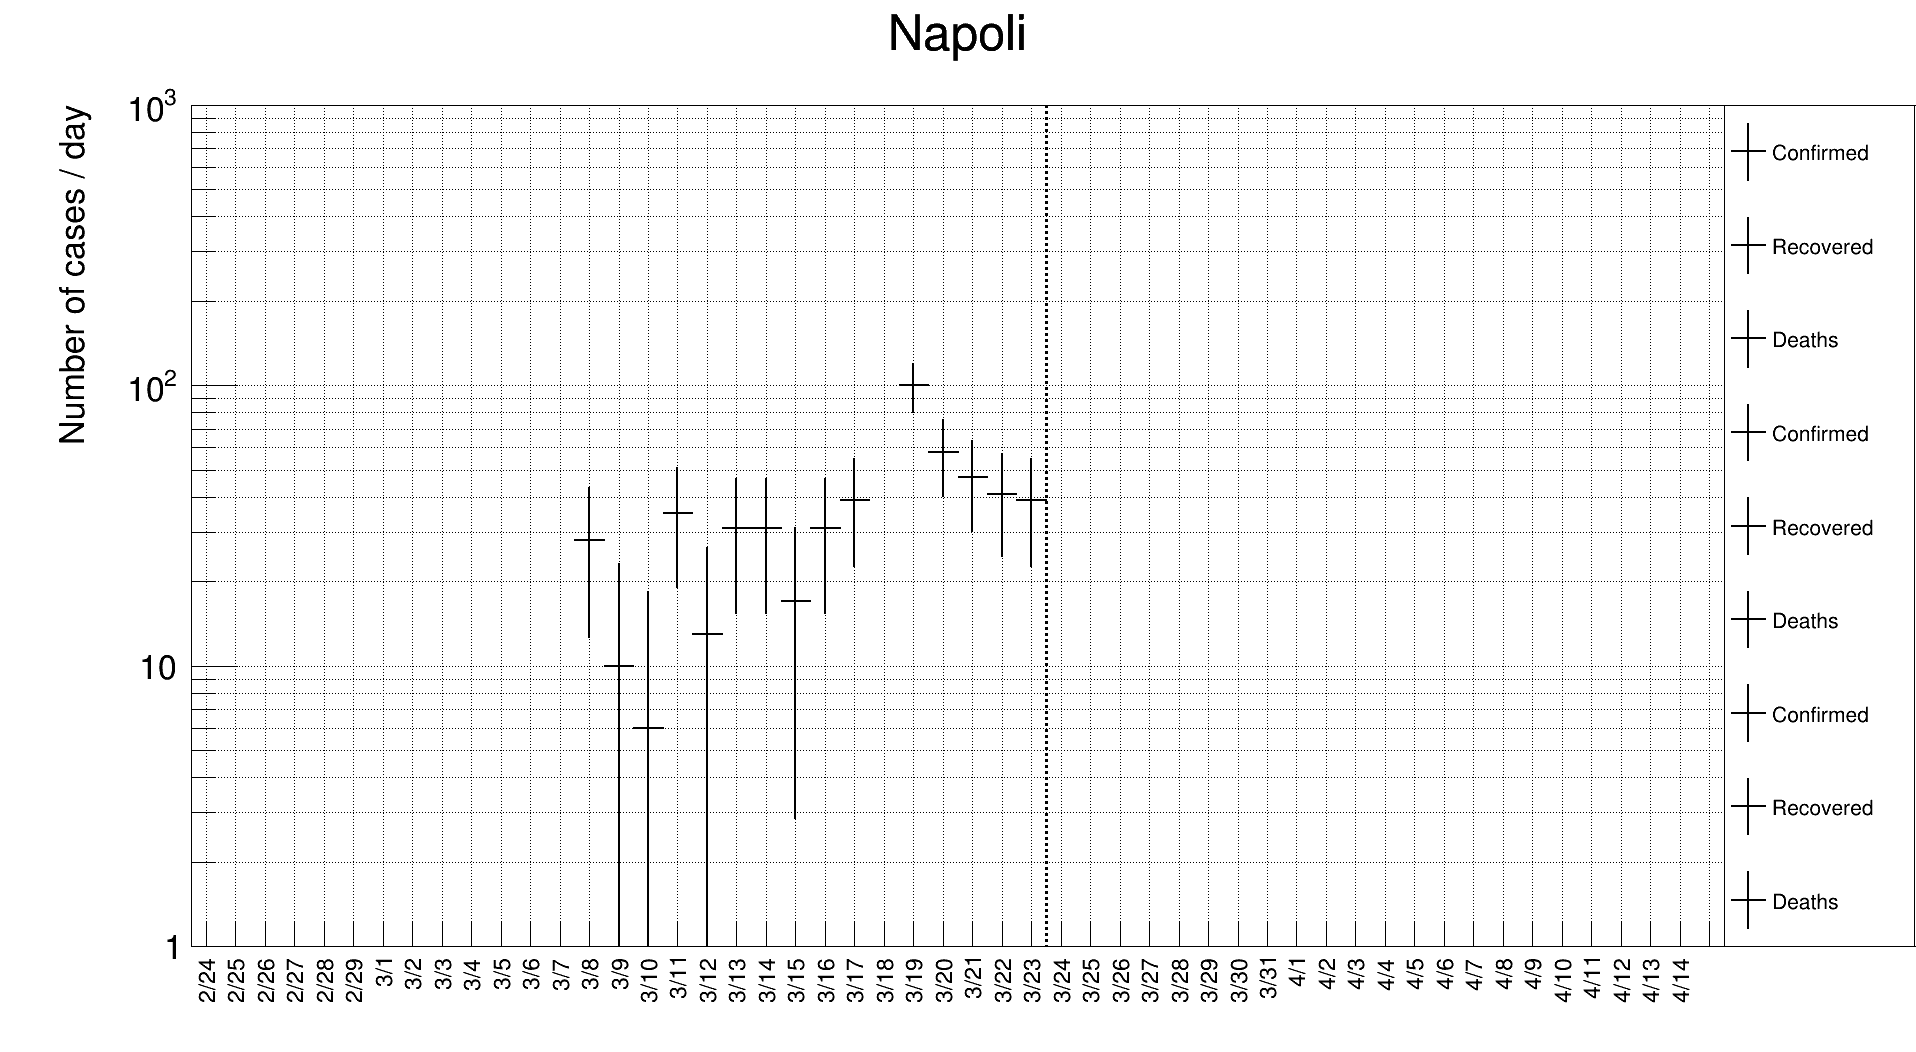 Napoli
Number of cases / day
10³
10²
10
1
2/24 2/25 2/26 2/27 2/28 2/29 3/1 3/2 3/3 3/4 3/5 3/6 3/7 3/8 3/9 3/10 3/11 3/12 3/13 3/14 3/15 3/16 3/17 3/18 3/19 3/20 3/21 3/22 3/23 3/24 3/25 3/26 3/27 3/28 3/29 3/30 3/31 4/1 4/2 4/3 4/4 4/5 4/6 4/7 4/8 4/9 4/10 4/11 4/12 4/13 4/14
Confirmed
Recovered
Deaths
Confirmed
Recovered
Deaths
Confirmed
Recovered
Deaths